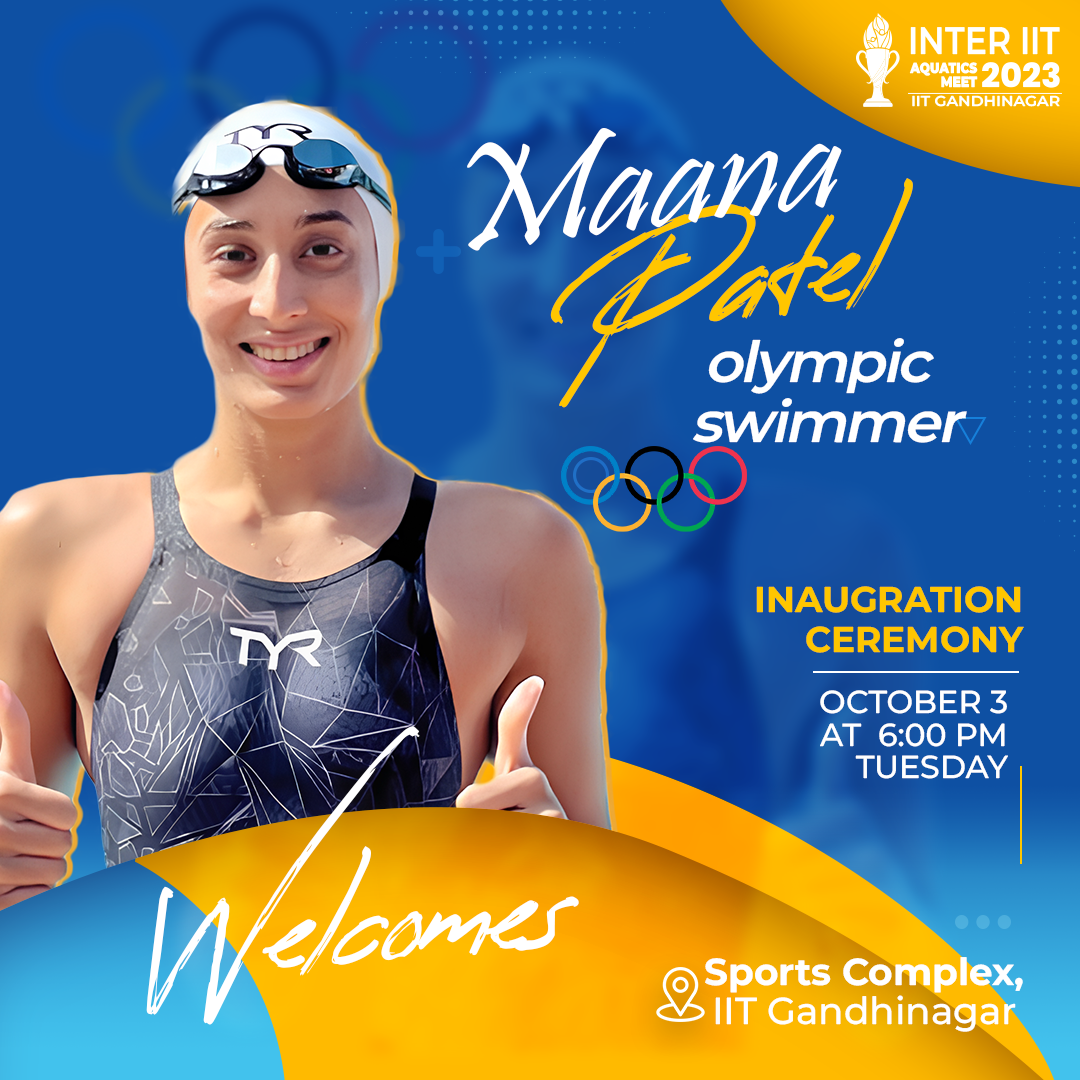 INTER IIT
AQUATICS
MEET 2023
IIT GANDHINAGAR
TYR
Maana
Patel
olympic
swimmer
INAUGRATION
CEREMONY
OCTOBER 3
AT 6:00 PM
TUESDAY
TYR
Welcomes
Sports Complex,
IIT Gandhinagar